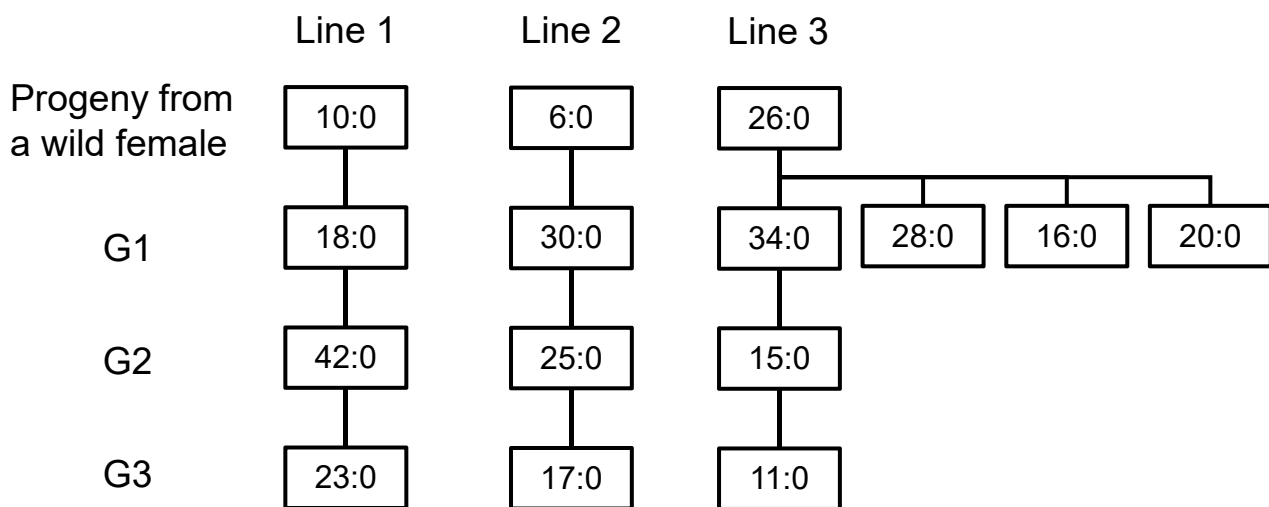 Line 1 Line 2 Line 3
Progeny from
a wild female
10:0 6:0 26:0
G1 18:0 30:0 34:0 28:0 16:0 20:0
G2 42:0 25:0 15:0
G3 23:0 17:0 11:0